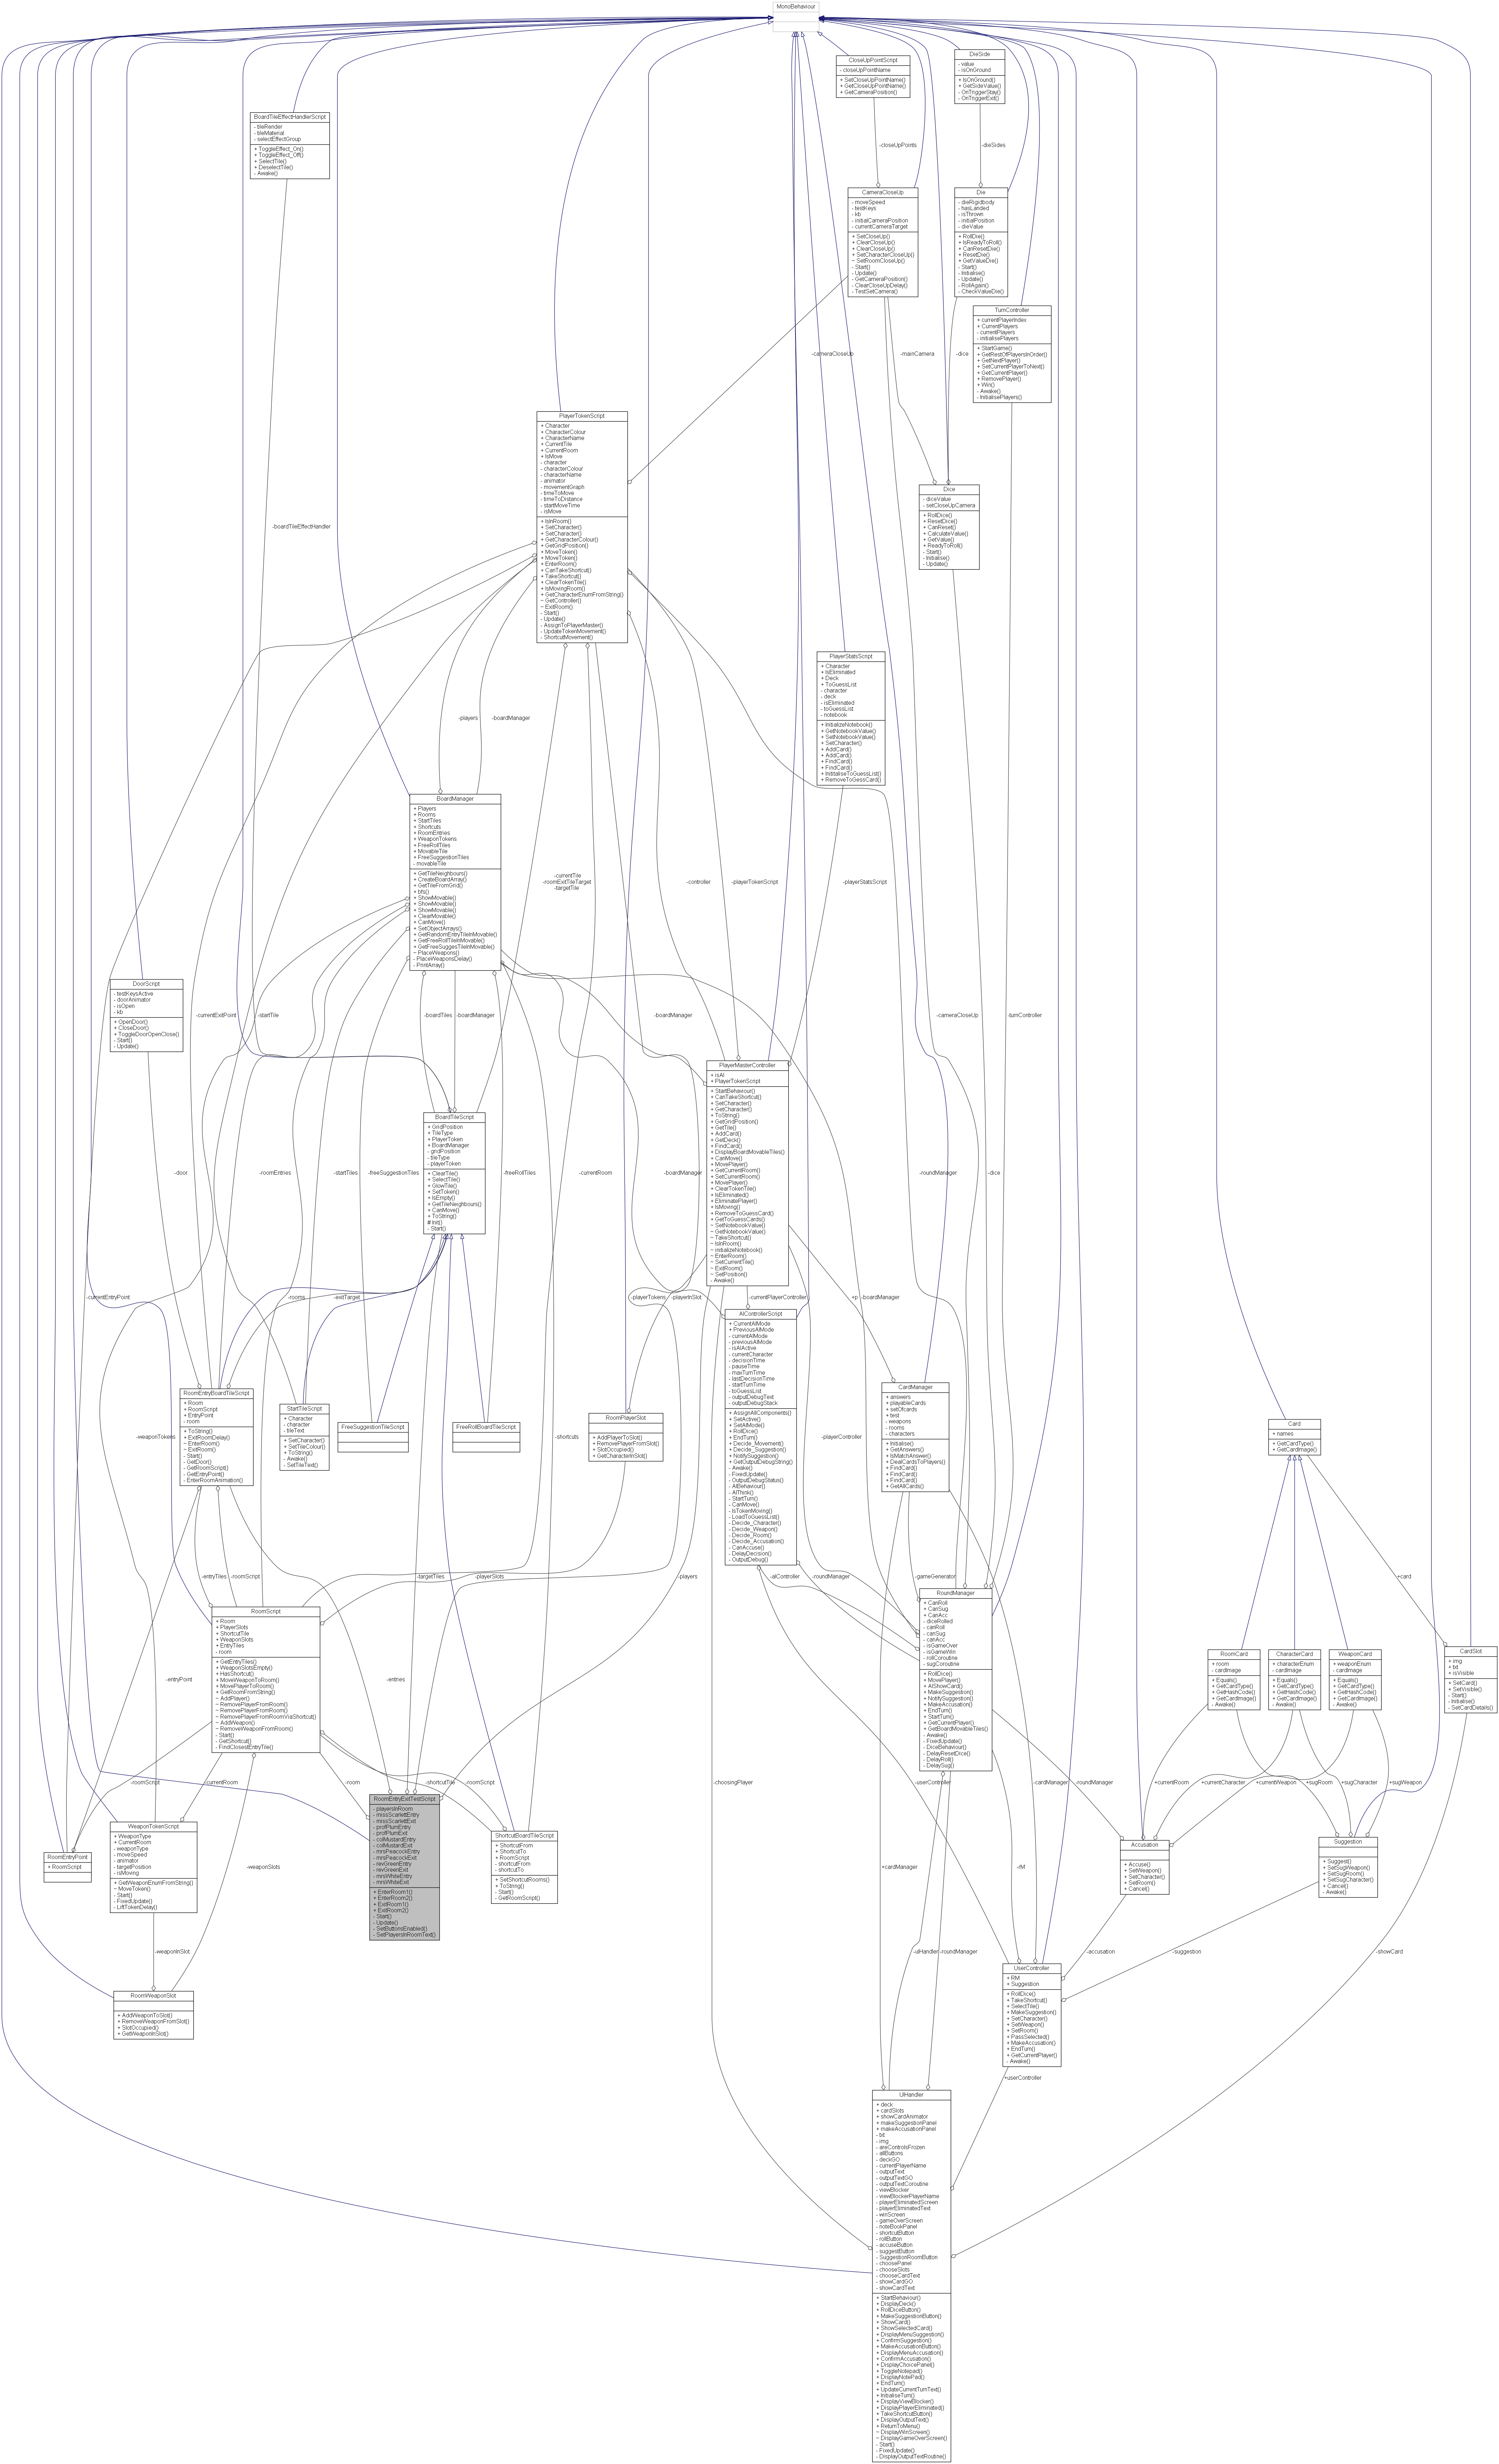 MonoBehaviour
CloseUpPointScript
- closeUpPointName
+ SetCloseUpPointName()
+ GetCloseUpPointName()
+ GetCameraPosition()
DieSide
- value
- isOnGround
+ IsOnGround()
+ GetSideValue()
- OnTriggerStay()
- OnTriggerExit()
BoardTileEffectHandlerScript
- tileRender
- tileMaterial
- selectEffectGroup
+ ToggleEffect_On()
+ ToggleEffect_Off()
+ SelectTile()
+ DeselectTile()
- Awake()
-closeUpPoints
-dieSides
CameraCloseUp
- moveSpeed
- testKeys
- kb
- initialCameraPosition
- currentCameraTarget
+ SetCloseUp()
+ ClearCloseUp()
+ ClearCloseUp()
+ SetCharacterCloseUp()
~ SetRoomCloseUp()
- Start()
- Update()
- GetCameraPosition()
- ClearCloseUpDelay()
- TestSetCamera()
Die
- dieRigidbody
- hasLanded
- isThrown
- initialPosition
- dieValue
+ RollDie()
+ IsReadyToRoll()
+ CanResetDie()
+ ResetDie()
+ GetValueDie()
- Start()
- Initialise()
- Update()
- RollAgain()
- CheckValueDie()
TurnController
+ currentPlayerIndex
+ CurrentPlayers
- currentPlayers
- initialisePlayers
+ StartGame()
+ GetRestOfPlayersInOrder()
+ GetNextPlayer()
+ SetCurrentPlayerToNext()
+ GetCurrentPlayer()
+ RemovePlayer()
+ Win()
- Awake()
- InitialisePlayers()
-cameraCloseUp
-mainCamera
-dice
PlayerTokenScript
+ Character
+ CharacterColour
+ CharacterName
+ CurrentTile
+ CurrentRoom
+ IsMove
- character
- characterColour
- characterName
- animator
- movementGraph
- timeToMove
- timeToDistance
- startMoveTime
- isMove
+ IsInRoom()
+ SetCharacter()
+ SetCharacter()
+ GetCharacterColour()
+ GetGridPosition()
+ MoveToken()
+ MoveToken()
+ EnterRoom()
+ CanTakeShortcut()
+ TakeShortcut()
+ ClearTokenTile()
+ IsMovingRoom()
+ GetCharacterEnumFromString()
~ GetController()
~ ExitRoom()
- Start()
- Update()
- AssignToPlayerMaster()
- UpdateTokenMovement()
- ShortcutMovement()
Dice
- diceValue
- setCloseUpCamera
+ RollDice()
+ ResetDice()
+ CanReset()
+ CalculateValue()
+ GetValue()
+ ReadyToRoll()
- Start()
- Initialise()
- Update()
-boardTileEffectHandler
PlayerStatsScript
+ Character
+ IsEliminated
+ Deck
+ ToGuessList
- character
- deck
- isEliminated
- toGuessList
- notebook
+ InitializeNotebook()
+ GetNotebookValue()
+ SetNotebookValue()
+ SetCharacter()
+ AddCard()
+ AddCard()
+ FindCard()
+ FindCard()
+ InititaliseToGuessList()
+ RemoveToGessCard()
-players
-boardManager
BoardManager
+ Players
+ Rooms
+ StartTiles
+ Shortcuts
+ RoomEntries
+ WeaponTokens
+ FreeRollTiles
+ MovableTile
+ FreeSuggestionTiles
- movableTile
+ GetTileNeighbours()
+ CreateBoardArray()
+ GetTileFromGrid()
+ bfs()
+ ShowMovable()
+ ShowMovable()
+ ShowMovable()
+ ClearMovable()
+ CanMove()
+ SetObjectArrays()
+ GetRandomEntryTileInMovable()
+ GetFreeRollTileInMovable()
+ GetFreeSuggesTileInMovable()
~ PlaceWeapons()
- PlaceWeaponsDelay()
- PrintArray()
-currentTile
-roomExitTileTarget
-targetTile
-controller
-playerTokenScript
-playerStatsScript
DoorScript
- testKeysActive
- doorAnimator
- isOpen
- kb
+ OpenDoor()
+ CloseDoor()
+ ToggleDoorOpenClose()
- Start()
- Update()
-currentExitPoint
-startTile
-boardTiles
-boardManager
-boardManager
-cameraCloseUp
-turnController
PlayerMasterController
+ isAI
+ PlayerTokenScript
+ StartBehaviour()
+ CanTakeShortcut()
+ SetCharacter()
+ GetCharacter()
+ ToString()
+ GetGridPosition()
+ GetTile()
+ AddCard()
+ GetDeck()
+ FindCard()
+ DisplayBoardMovableTiles()
+ CanMove()
+ MovePlayer()
+ GetCurrentRoom()
+ SetCurrentRoom()
+ MovePlayer()
+ ClearTokenTile()
+ IsEliminated()
+ EliminatePlayer()
+ IsMoving()
+ RemoveToGuessCard()
+ GetToGuessCards()
~ SetNotebookValue()
~ GetNotebookValue()
~ TakeShortcut()
~ IsInRoom()
~ initializeNotebook()
~ EnterRoom()
~ SetCurrentTile()
~ ExitRoom()
~ SetPosition()
- Awake()
BoardTileScript
+ GridPosition
+ TileType
+ PlayerToken
+ BoardManager
- gridPosition
- tileType
- playerToken
+ ClearTile()
+ SelectTile()
+ GlowTile()
+ SetToken()
+ IsEmpty()
+ GetTileNeighbours()
+ CanMove()
+ ToString()
# Init()
- Start()
-door
-roomEntries
-startTiles
-freeSuggestionTiles
-freeRollTiles
-currentRoom
-boardManager
-roundManager
-dice
-currentEntryPoint
-rooms
-exitTarget
-playerTokens
-playerInSlot
-currentPlayerController
+p
-boardManager
AIControllerScript
+ CurrentAIMode
+ PreviousAIMode
- currentAIMode
- previousAIMode
- isAIActive
- currentCharacter
- decisionTime
- pauseTime
- maxTurnTime
- lastDecisionTime
- startTurnTime
- toGuessList
- outputDebugText
- outputDebugStack
+ AssignAllComponents()
+ SetActive()
+ SetAIMode()
+ RollDice()
+ EndTurn()
+ Decide_Movement()
+ Decide_Suggestion()
+ NotifySuggestion()
+ GetOutputDebugString()
- Awake()
- FixedUpdate()
- OutputDebugStatus()
- AIBehaviour()
- AIThink()
- StartTurn()
- CanMove()
- IsTokenMoving()
- LoadToGuessList()
- Decide_Character()
- Decide_Weapon()
- Decide_Room()
- Decide_Accusation()
- CanAccuse()
- DelayDecision()
- OutputDebug()
RoomEntryBoardTileScript
+ Room
+ RoomScript
+ EntryPoint
- room
+ ToString()
+ ExitRoomDelay()
~ EnterRoom()
~ ExitRoom()
- Start()
- GetDoor()
- GetRoomScript()
- GetEntryPoint()
- EnterRoomAnimation()
StartTileScript
+ Character
- character
- tileText
+ SetCharacter()
+ SetTileColour()
+ ToString()
- Awake()
- SetTileText()
FreeSuggestionTileScript
FreeRollBoardTileScript
RoomPlayerSlot
+ AddPlayerToSlot()
+ RemovePlayerFromSlot()
+ SlotOccupied()
+ GetCharacterInSlot()
CardManager
+ answers
+ playableCards
+ setOfcards
+ test
- weapons
- rooms
- characters
+ Initialise()
+ GetAnswers()
+ IsMatchAnswer()
+ DealCardsToPlayers()
+ FindCard()
+ FindCard()
+ FindCard()
+ GetAllCards()
Card
+ names
+ GetCardType()
+ GetCardImage()
-weaponTokens
-shortcuts
-playerController
-entryTiles
-roomScript
-targetTiles
-playerSlots
-players
-aiController
-roundManager
-gameGenerator
+card
RoomScript
+ Room
+ PlayerSlots
+ ShortcutTile
+ WeaponSlots
+ EntryTiles
- room
+ GetEntryTiles()
+ WeaponSlotsEmpty()
+ HasShortcut()
+ MoveWeaponToRoom()
+ MovePlayerToRoom()
+ GetRoomFromString()
~ AddPlayer()
~ RemovePlayerFromRoom()
~ RemovePlayerFromRoom()
~ RemovePlayerFromRoomViaShortcut()
~ AddWeapon()
~ RemoveWeaponFromRoom()
- Start()
- GetShortcut()
- FindClosestEntryTile()
RoundManager
+ CanRoll
+ CanSug
+ CanAcc
- diceRolled
- canRoll
- canSug
- canAcc
- isGameOver
- isGameWin
- rollCoroutine
- sugCoroutine
+ RollDice()
+ MovePlayer()
+ AIShowCard()
+ MakeSuggestion()
+ NotifySuggestion()
+ MakeAccusation()
+ EndTurn()
+ StartTurn()
+ GetCurrentPlayer()
+ GetBoardMovableTiles()
- Awake()
- FixedUpdate()
- DiceBehaviour()
- DelayResetDice()
- DelayRoll()
- DelaySug()
RoomCard
+ room
- cardImage
+ Equals()
+ GetCardType()
+ GetHashCode()
+ GetCardImage()
- Awake()
CharacterCard
+ characterEnum
- cardImage
+ Equals()
+ GetCardType()
+ GetHashCode()
+ GetCardImage()
- Awake()
WeaponCard
+ weaponEnum
- cardImage
+ Equals()
+ GetCardType()
+ GetHashCode()
+ GetCardImage()
- Awake()
CardSlot
+ img
+ txt
+ isVisible
+ SetCard()
+ SetVisible()
- Start()
- Initialise()
- SetCardDetails()
-entryPoint
-entries
-roomScript
-currentRoom
-room
-shortcutTile
-roomScript
-choosingPlayer
-userController
-cardManager
-roundManager
+currentRoom
+currentCharacter
+currentWeapon
+sugRoom
+sugCharacter
+sugWeapon
RoomEntryPoint
+ RoomScript
WeaponTokenScript
+ WeaponType
+ CurrentRoom
- weaponType
- moveSpeed
- animator
- targetPosition
- isMoving
+ GetWeaponEnumFromString()
~ MoveToken()
- Start()
- FixedUpdate()
- LiftTokenDelay()
-weaponSlots
RoomEntryExitTestScript
- playersInRoom
- missScarlettEntry
- missScarlettExit
- profPlumEntry
- profPlumExit
- colMustardEntry
- colMustardExit
- mrsPeacockEntry
- mrsPeacockExit
- revGreenEntry
- revGreenExit
- mrsWhiteEntry
- mrsWhiteExit
+ EnterRoom1()
+ EnterRoom2()
+ ExitRoom1()
+ ExitRoom2()
- Start()
- Update()
- SetButtonsEnabled()
- SetPlayersInRoomText()
ShortcutBoardTileScript
+ ShortcutFrom
+ ShortcutTo
+ RoomScript
- shortcutFrom
- shortcutTo
+ SetShortcutRooms()
+ ToString()
- Start()
- GetRoomScript()
+cardManager
-rM
Accusation
+ Accuse()
+ SetWeapon()
+ SetCharacter()
+ SetRoom()
+ Cancel()
Suggestion
+ Suggest()
+ SetSugWeapon()
+ SetSugRoom()
+ SetSugCharacter()
+ Cancel()
- Awake()
-weaponInSlot
-uiHandler
-roundManager
-accusation
-suggestion
-showCard
RoomWeaponSlot
+ AddWeaponToSlot()
+ RemoveWeaponFromSlot()
+ SlotOccupied()
+ GetWeaponInSlot()
UserController
+ RM
+ Suggestion
+ RollDice()
+ TakeShortcut()
+ SelectTile()
+ MakeSuggestion()
+ SetCharacter()
+ SetWeapon()
+ SetRoom()
+ PassSelected()
+ MakeAccusation()
+ EndTurn()
+ GetCurrentPlayer()
- Awake()
+userController
UIHandler
+ deck
+ cardSlots
+ showCardAnimator
+ makeSuggestionPanel
+ makeAccusationPanel
- txt
- img
- areControlsFrozen
- allButtons
- deckGO
- currentPlayerName
- outputText
- outputTextGO
- outputTextCoroutine
- viewBlocker
- viewBlockerPlayerName
- playerEliminatedScreen
- playerEliminatedText
- winScreen
- gameOverScreen
- noteBookPanel
- shortcutButton
- rollButton
- accuseButton
- suggestButton
- SuggestionRoomButton
- choosePanel
- chooseSlots
- chooseCardText
- showCardGO
- showCardText
+ StartBehaviour()
+ DisplayDeck()
+ RollDiceButton()
+ MakeSuggestionButton()
+ ShowCard()
+ ShowSelectedCard()
+ DisplayMenuSuggestion()
+ ConfirmSuggestion()
+ MakeAccusationButton()
+ DisplayMenuAccusation()
+ ConfirmAccusation()
+ DisplayChoicePanel()
+ ToggleNotepad()
+ DisplayNotePad()
+ EndTurn()
+ UpdateCurrentTurnText()
+ InitialiseTurn()
+ DisplayViewBlocker()
+ DisplayPlayerEliminated()
+ TakeShortcutButton()
+ DisplayOutputText()
+ ReturnToMenu()
~ DisplayWinScreen()
~ DisplayGameOverScreen()
- Start()
- FixedUpdate()
- DisplayOutputTextRoutine()